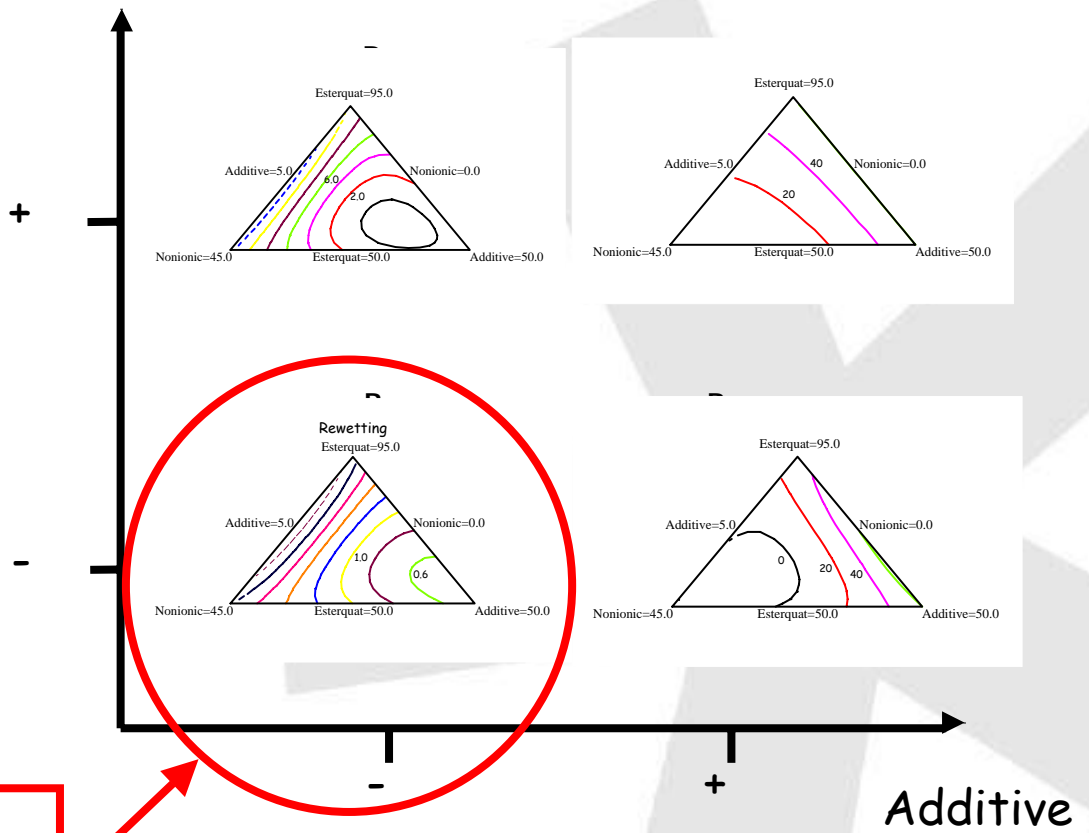 Esterquat=95.0
Additive=5.0
6.0
Nonionic=0.0
2.0
Nonionic=45.0
Esterquat=50.0
Additive=50.0
Esterquat=95.0
Additive=5.0
40
Nonionic=0.0
20
Nonionic=45.0
Esterquat=50.0
Additive=50.0
+
Rewetting
Esterquat=95.0
Additive=5.0
Nonionic=0.0
1.0
0.6
Nonionic=45.0
Esterquat=50.0
Additive=50.0
Esterquat=95.0
Additive=5.0
Nonionic=0.0
0
20
40
Nonionic=45.0
Esterquat=50.0
Additive=50.0
-
-
+
Additive